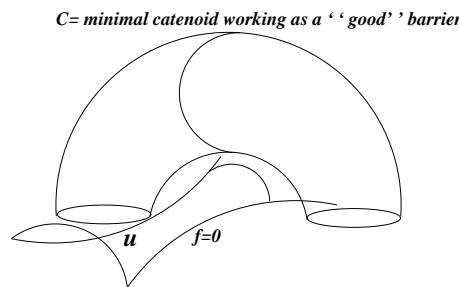 C= minimal catenoid working as a ‘ ‘ good’ ’ barrier
u
f=0